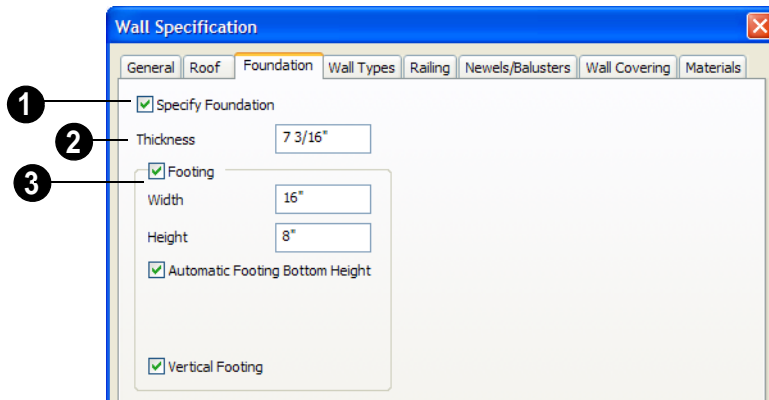 Wall Specification
General Roof Foundation Wall Types Railing Newels/Balusters Wall Covering Materials
1 Specify Foundation
2 Thickness 7 3/16"
3 Footing
Width 16"
Height 8"
Automatic Footing Bottom Height
Vertical Footing